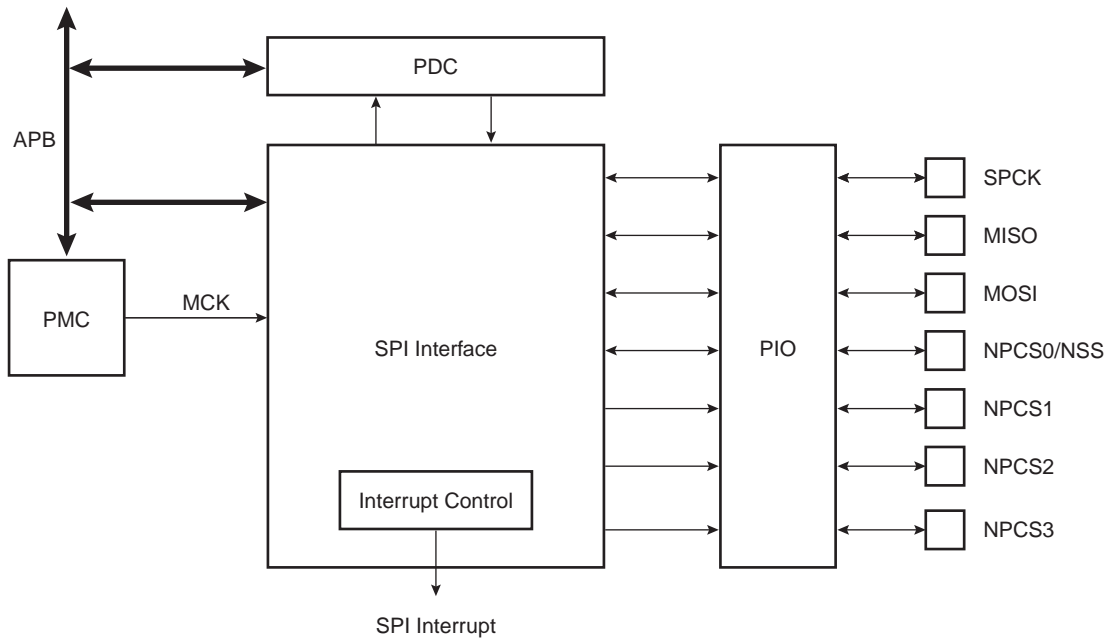 PDC
APB
SPCK
MISO
MOSI
PMC
MCK
SPI Interface
PIO
NPCS0/NSS
NPCS1
NPCS2
Interrupt Control
NPCS3
SPI Interrupt